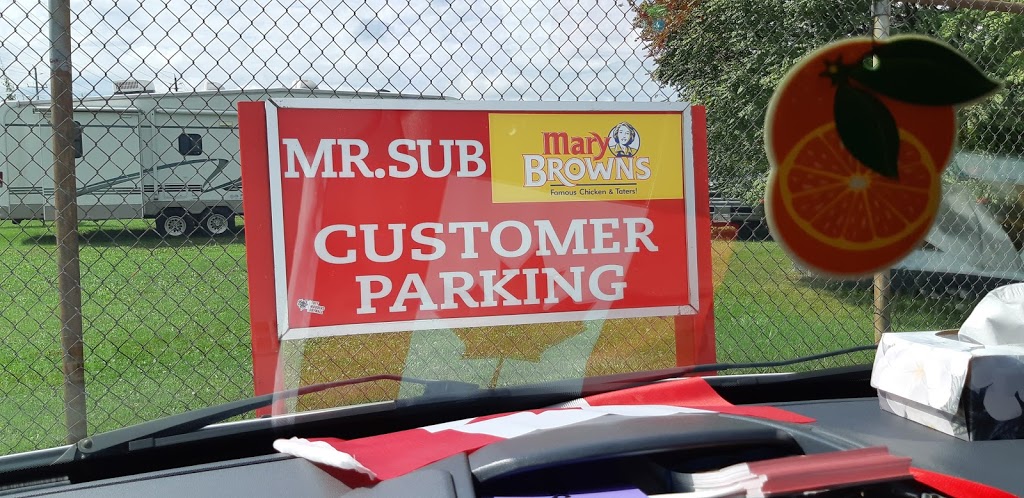 MR.SUB
Mary
BROWNS
Famous Chicken & Taters!
CUSTOMER
PARKING